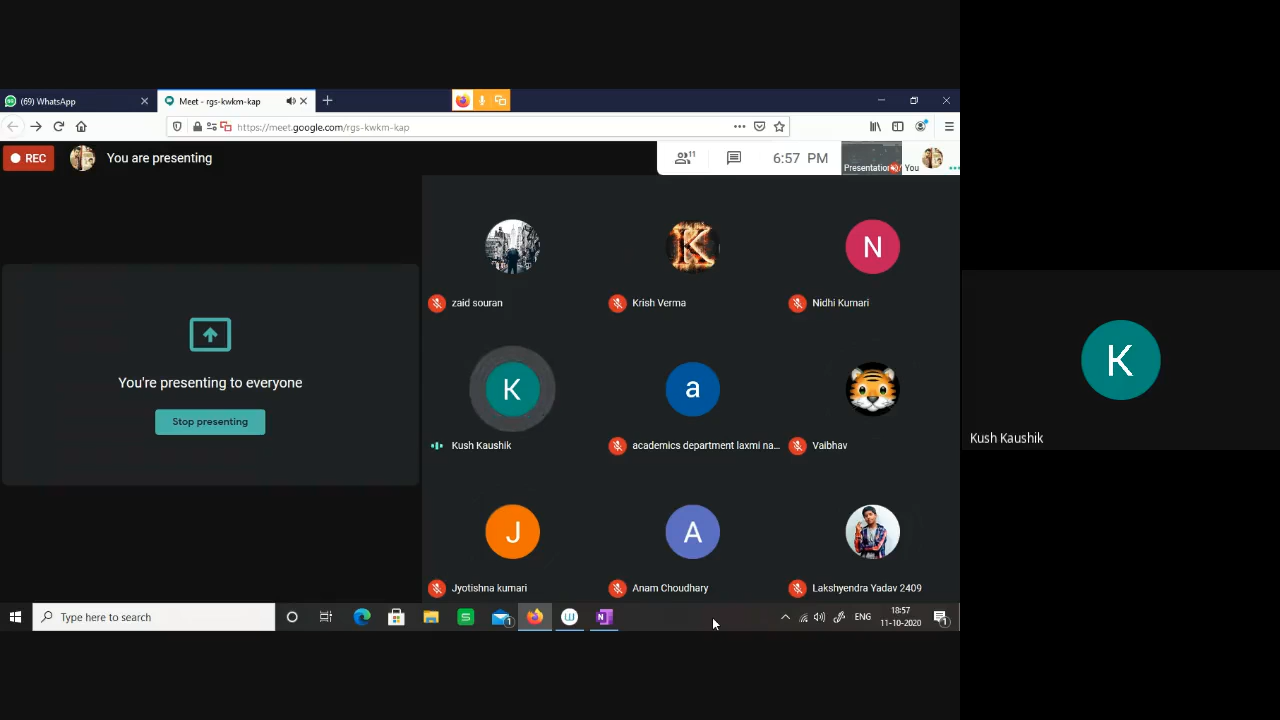 (69) WhatsApp
Meet - rgs-kwkm-kap
https://meet.google.com/rgs-kwkm-kap
REC
You are presenting
11
6:57 PM
Presentation
You
K
N
zaid souran
Krish Verma
Nidhi Kumari
You're presenting to everyone
Stop presenting
K
a
K
Kush Kaushik
academics department laxmi na...
Vaibhav
Kush Kaushik
J
A
Jyotishna kumari
Anam Choudhary
Lakshyendra Yadav 2409
Type here to search
S
1
W
N
ENG
18:57
11-10-2020
1